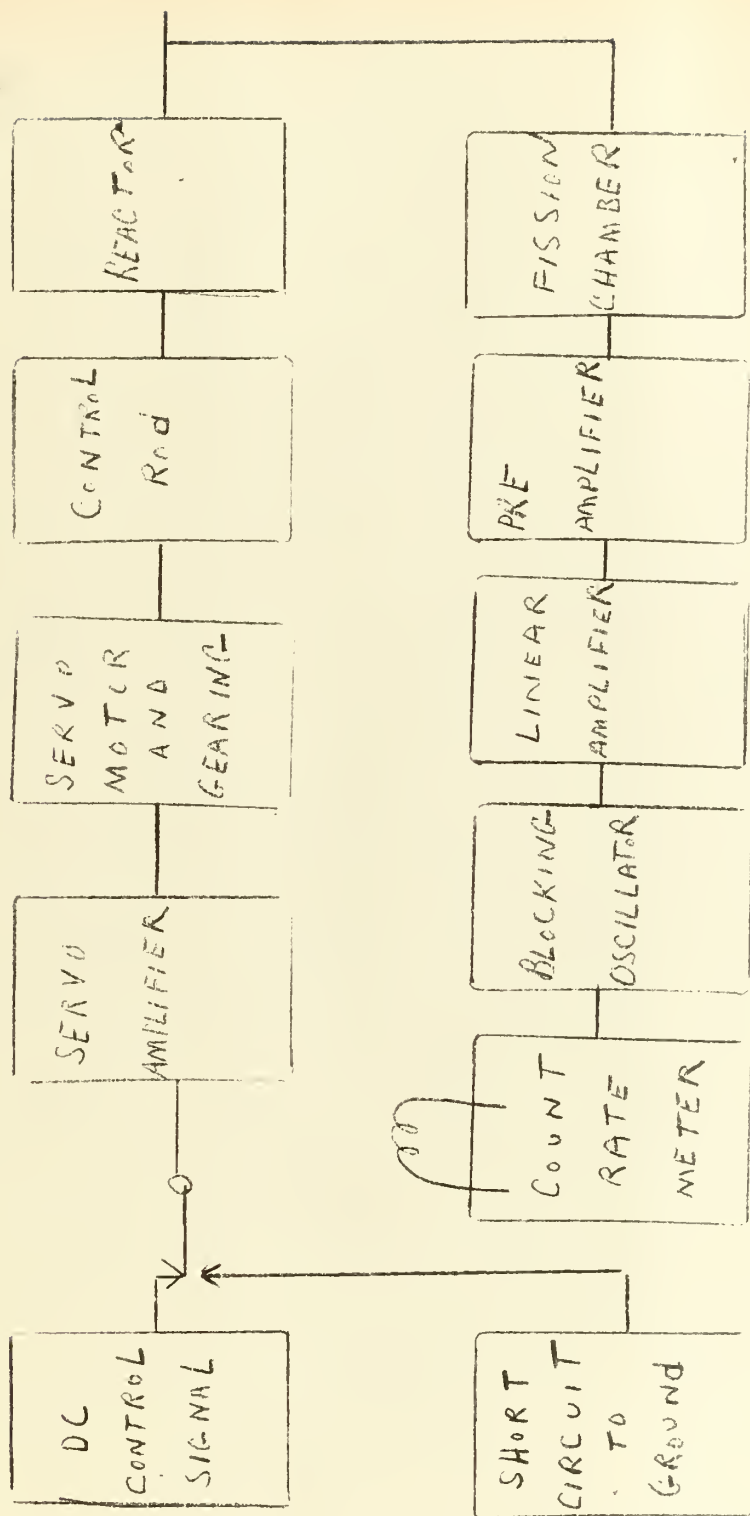 DC
CONTROL
SIGNAL
SERVO
AMPLIFIER
SERVO
MOTOR
AND
GEARING
CONTROL
Rod
REACTOR
SHORT
CIRCUIT
TO
GROUNd
COUNT
RATE
METER
BLOCKING
OSCILLATOR
LINEAR
AMPLIFIER
PRE
AMPLIFIER
FISSION
CHAMBER